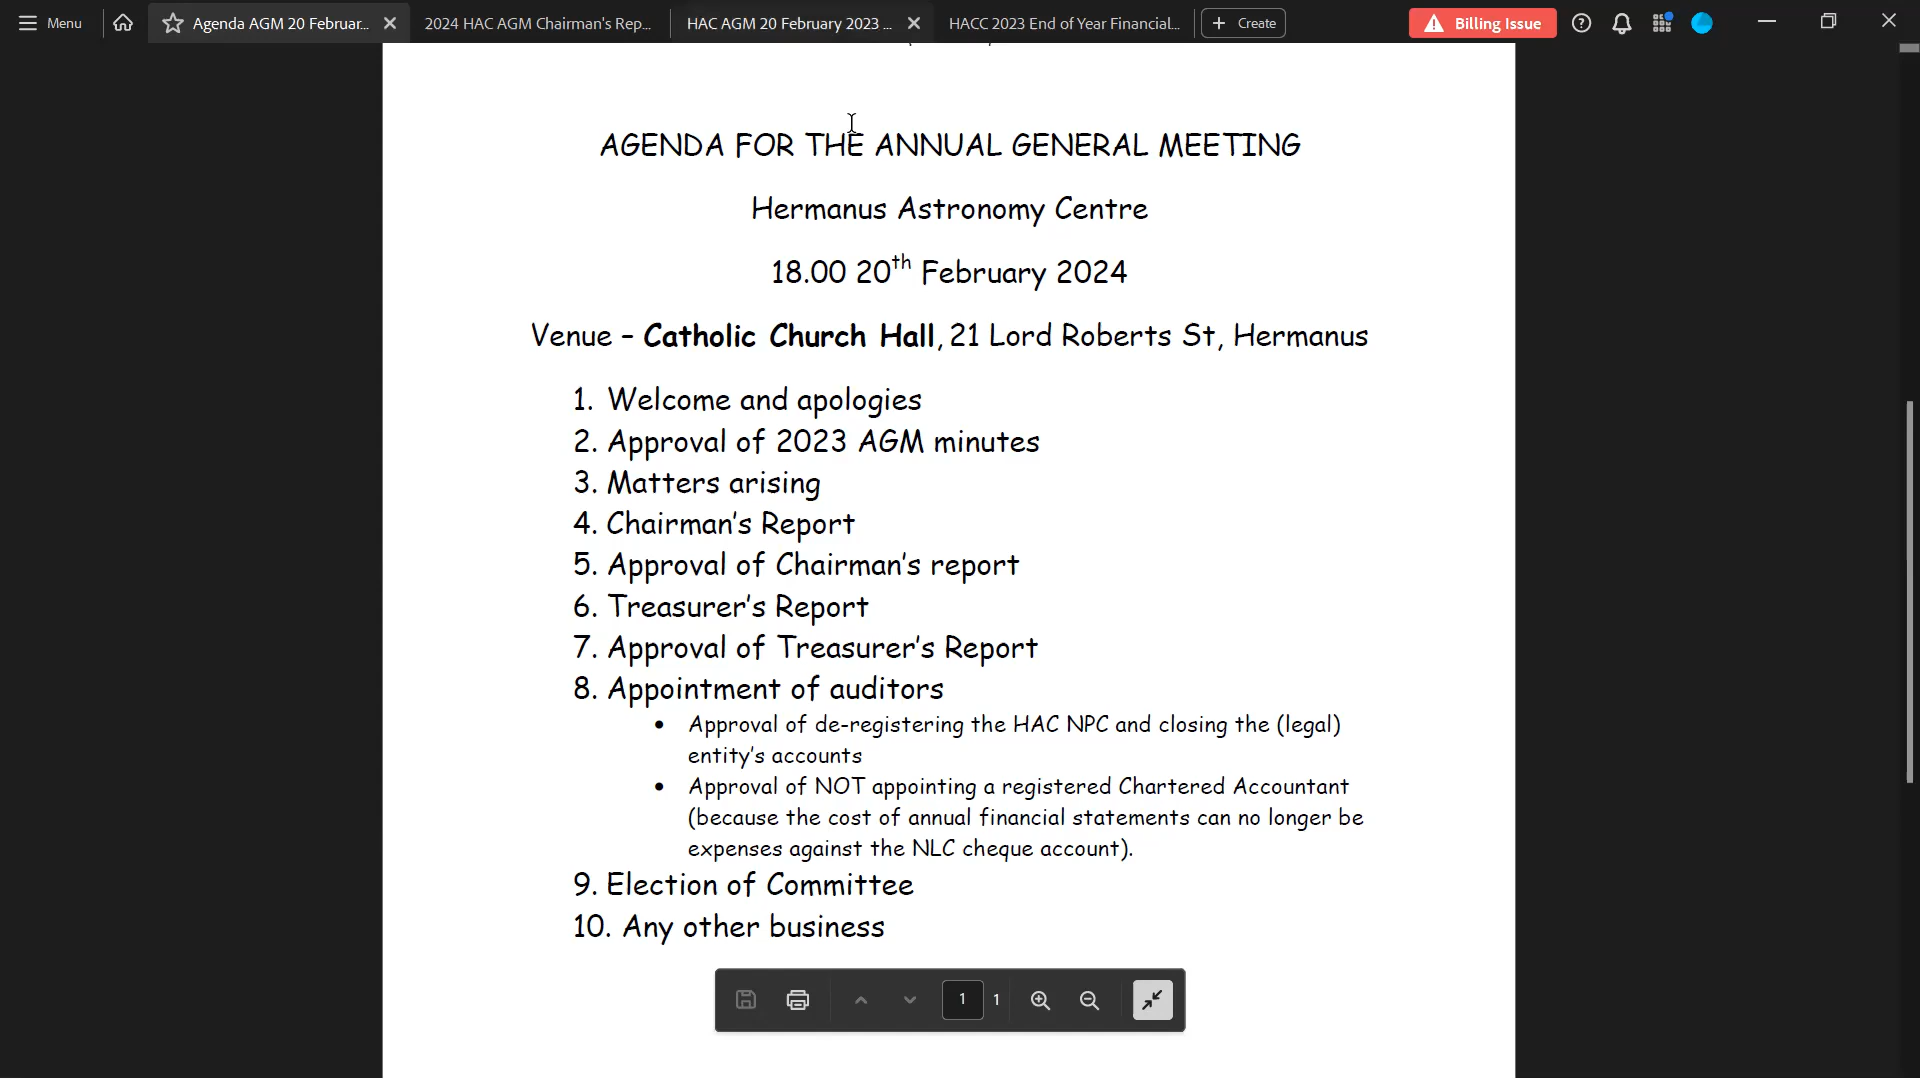 Menu
Agenda AGM 20 Februar...
2024 HAC AGM Chairman's Rep...
HAC AGM 20 February 2023 ...
HACC 2023 End of Year Financial...
Create
Billing Issue
AGENDA FOR THE ANNUAL GENERAL MEETING
Hermanus Astronomy Centre
18.00 20th February 2024
Venue – Catholic Church Hall, 21 Lord Roberts St, Hermanus
1. Welcome and apologies
2. Approval of 2023 AGM minutes
3. Matters arising
4. Chairman's Report
5. Approval of Chairman's report
6. Treasurer's Report
7. Approval of Treasurer's Report
8. Appointment of auditors
• Approval of de-registering the HAC NPC and closing the (legal)
entity's accounts
• Approval of NOT appointing a registered Chartered Accountant
(because the cost of annual financial statements can no longer be
expenses against the NLC cheque account).
9. Election of Committee
10. Any other business
1 1